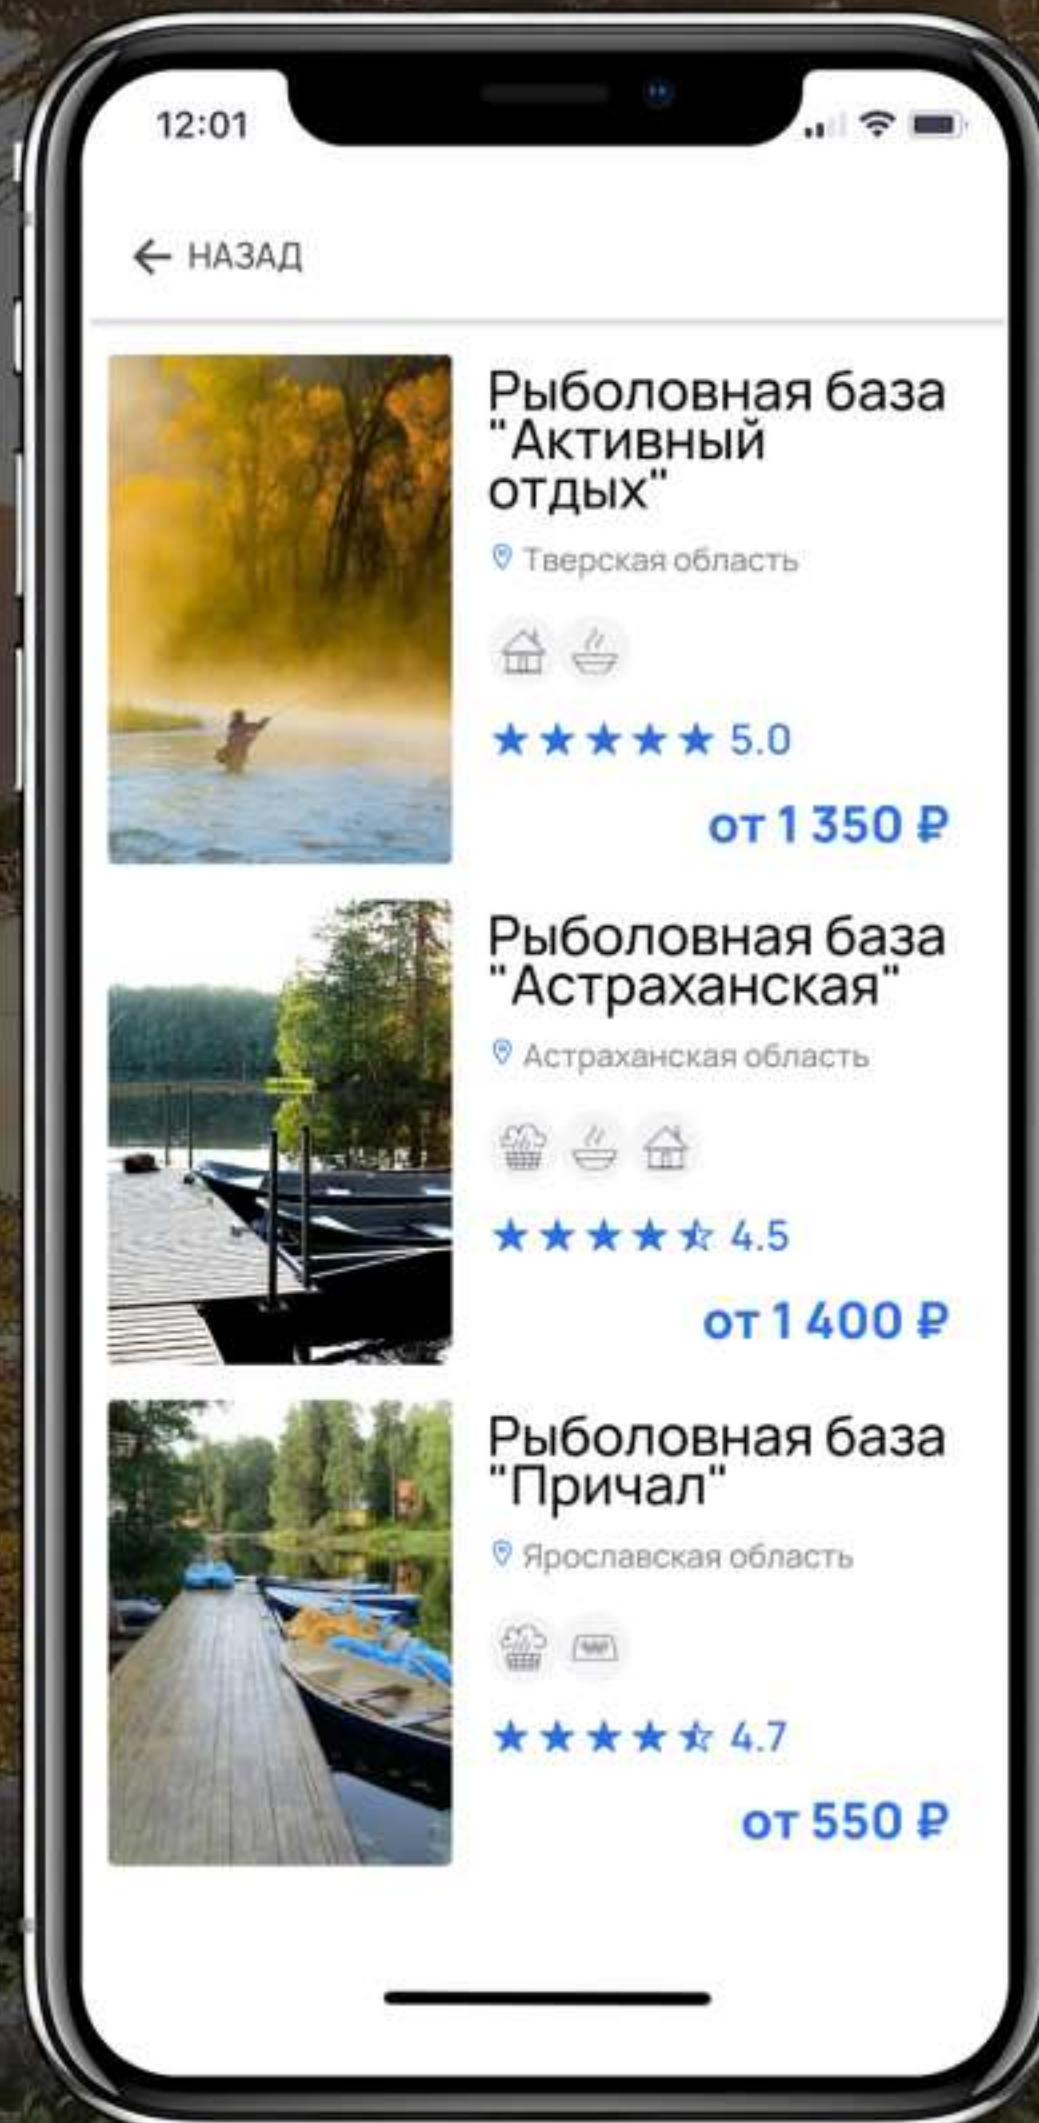 12:01
← НАЗАД
Рыболовная база
"Активный
отдых"
Тверская область
5.0
от 1 350 ₽
Рыболовная база
"Астраханская"
Астраханская область
4.5
от 1 400 ₽
Рыболовная база
"Причал"
Ярославская область
4.7
от 550 ₽